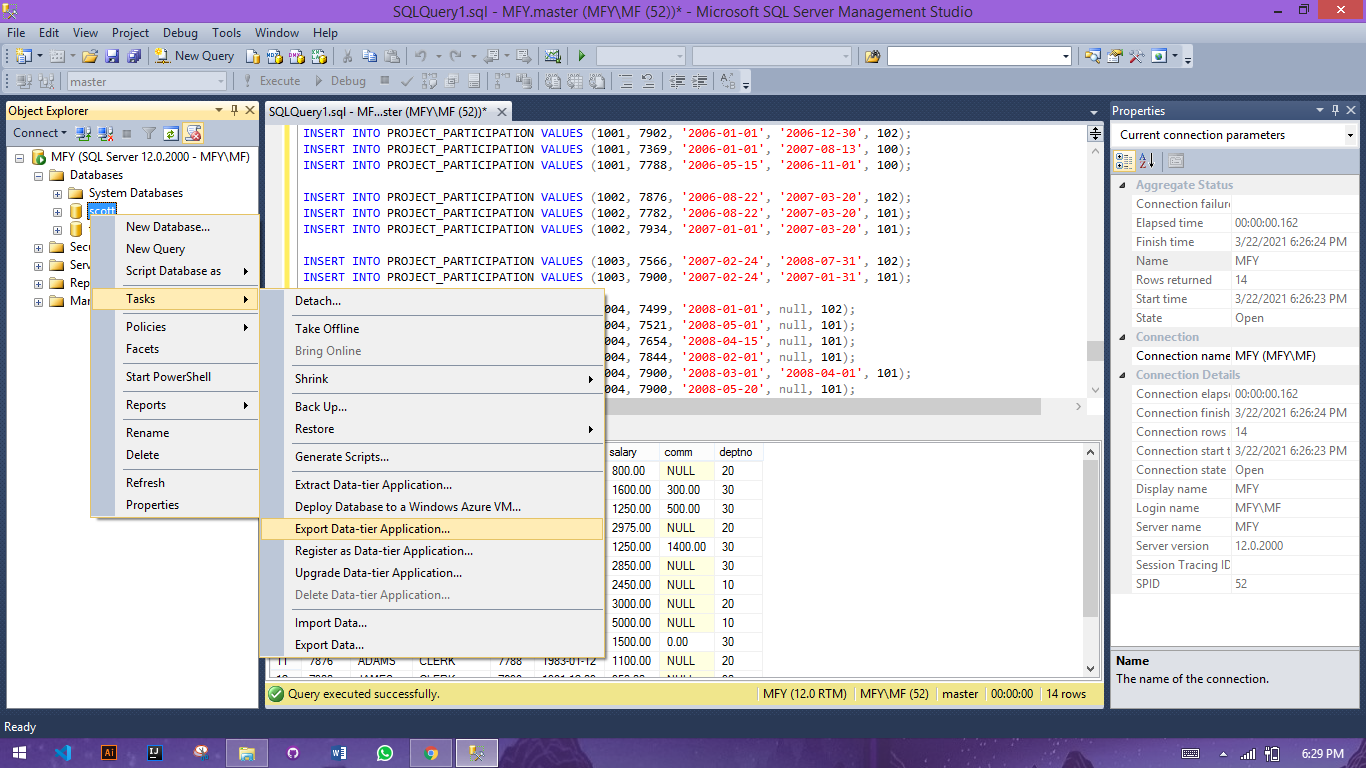 SQLQuery1.sql - MFY.master (MFY\MF (52))* - Microsoft SQL Server Management Studio
File Edit View Project Debug Tools Window Help
New Query
master Execute Debug
Object Explorer
Connect
MFY (SQL Server 12.0.2000 - MFY\MF)
Databases
System Databases
scott
Secu
Serv
Rep
Mar
New Database...
New Query
Script Database as
Tasks
Policies
Facets
Start PowerShell
Reports
Rename
Delete
Refresh
Properties
Detach...
Take Offline
Bring Online
Shrink
Back Up...
Restore
Generate Scripts...
Extract Data-tier Application...
Deploy Database to a Windows Azure VM...
Export Data-tier Application...
Register as Data-tier Application...
Upgrade Data-tier Application...
Delete Data-tier Application...
Import Data...
Export Data...
SQLQuery1.sql - MF...ster (MFY\MF (52))*
INSERT INTO PROJECT_PARTICIPATION VALUES (1001, 7902, '2006-01-01', '2006-12-30', 102);
INSERT INTO PROJECT_PARTICIPATION VALUES (1001, 7369, '2006-01-01', '2007-08-13', 100);
INSERT INTO PROJECT_PARTICIPATION VALUES (1001, 7788, '2006-05-15', '2006-11-01', 100);
INSERT INTO PROJECT_PARTICIPATION VALUES (1002, 7876, '2006-08-22', '2007-03-20', 102);
INSERT INTO PROJECT_PARTICIPATION VALUES (1002, 7782, '2006-08-22', '2007-03-20', 101);
INSERT INTO PROJECT_PARTICIPATION VALUES (1002, 7934, '2007-01-01', '2007-03-20', 101);
INSERT INTO PROJECT_PARTICIPATION VALUES (1003, 7566, '2007-02-24', '2008-07-31', 102);
INSERT INTO PROJECT_PARTICIPATION VALUES (1003, 7900, '2007-02-24', '2007-01-31', 101);
004, 7499, '2008-01-01', null, 102);
004, 7521, '2008-05-01', null, 101);
004, 7654, '2008-04-15', null, 101);
004, 7844, '2008-02-01', null, 101);
004, 7900, '2008-03-01', '2008-04-01', 101);
004, 7900, '2008-05-20', null, 101);
salary comm deptno
800.00 NULL 20
1600.00 300.00 30
1250.00 500.00 30
2975.00 NULL 20
1250.00 1400.00 30
2850.00 NULL 30
2450.00 NULL 10
3000.00 NULL 20
5000.00 NULL 10
1500.00 0.00 30
11 7876 ADAMS CLERK 7788 1983-01-12 1100.00 NULL 20
Query executed successfully. MFY (12.0 RTM) MFY\MF (52) master 00:00:00 14 rows
Properties
Current connection parameters
Aggregate Status
Connection failure
Elapsed time 00:00:00.162
Finish time 3/22/2021 6:26:24 PM
Name MFY
Rows returned 14
Start time 3/22/2021 6:26:23 PM
State Open
Connection
Connection name MFY (MFY\MF)
Connection Details
Connection elapse 00:00:00.162
Connection finish 3/22/2021 6:26:24 PM
Connection rows 14
Connection start t 3/22/2021 6:26:23 PM
Connection state Open
Display name MFY
Login name MFY\MF
Server name MFY
Server version 12.0.2000
Session Tracing ID
SPID 52
Name
The name of the connection.
Ready
6:29 PM